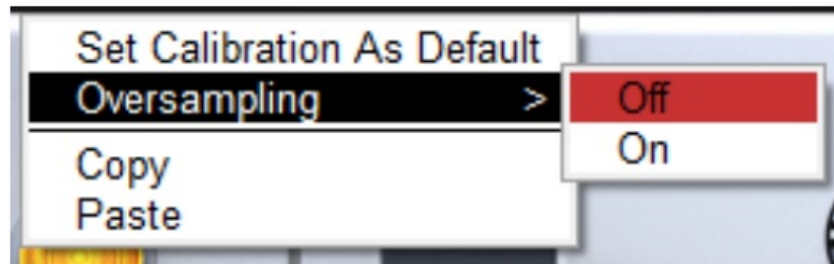 Set Calibration As Default
Oversampling >
Off
On
Copy
Paste